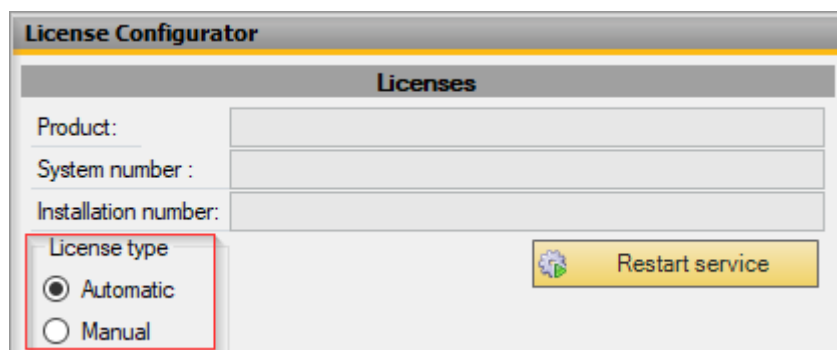 License Configurator
Licenses
Product:
System number :
Installation number:
License type
Restart service
Automatic
Manual